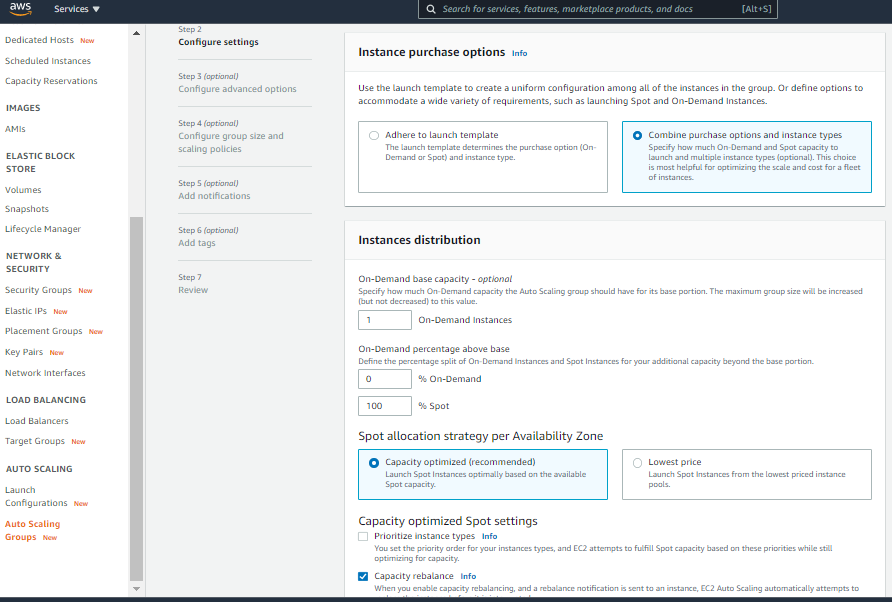 aws
Services ▼
Search for services, features, marketplace products, and docs
[Alt+S]
Dedicated Hosts New
Scheduled Instances
Capacity Reservations
IMAGES
AMIs
ELASTIC BLOCK
STORE
Volumes
Snapshots
Lifecycle Manager
NETWORK &
SECURITY
Security Groups New
Elastic IPs New
Placement Groups New
Key Pairs New
Network Interfaces
LOAD BALANCING
Load Balancers
Target Groups New
AUTO SCALING
Launch
Configurations New
Auto Scaling
Groups New
Step 2
Configure settings
Step 3 (optional)
Configure advanced options
Step 4 (optional)
Configure group size and
scaling policies
Step 5 (optional)
Add notifications
Step 6 (optional)
Add tags
Step 7
Review
Instance purchase options Info
Use the launch template to create a uniform configuration among all of the instances in the group. Or define options to
accommodate a wide variety of requirements, such as launching Spot and On-Demand Instances.
Adhere to launch template
The launch template determines the purchase option (On-
Demand or Spot) and instance type.
Combine purchase options and instance types
Specify how much On-Demand and Spot capacity to
launch and multiple instance types (optional). This choice
is most helpful for optimizing the scale and cost for a fleet
of instances.
Instances distribution
On-Demand base capacity - optional
Specify how much On-Demand capacity the Auto Scaling group should have for its base portion. The maximum group size will be increased
(but not decreased) to this value.
1 On-Demand Instances
On-Demand percentage above base
Define the percentage split of On-Demand Instances and Spot Instances for your additional capacity beyond the base portion.
0 % On-Demand
100 % Spot
Spot allocation strategy per Availability Zone
Capacity optimized (recommended)
Launch Spot Instances optimally based on the available
Spot capacity.
Lowest price
Launch Spot Instances from the lowest priced instance
pools.
Capacity optimized Spot settings
Prioritize instance types Info
You set the priority order for your instances types, and EC2 attempts to fulfill Spot capacity based on these priorities while still
optimizing for capacity.
Capacity rebalance Info
When you enable capacity rebalancing, and a rebalance notification is sent to an instance, EC2 Auto Scaling automatically attempts to